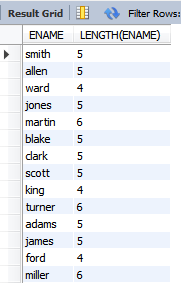 Result Grid Filter Rows:
ENAME LENGTH(ENAME)
smith 5
allen 5
ward 4
jones 5
martin 6
blake 5
clark 5
scott 5
king 4
turner 6
adams 5
james 5
ford 4
miller 6